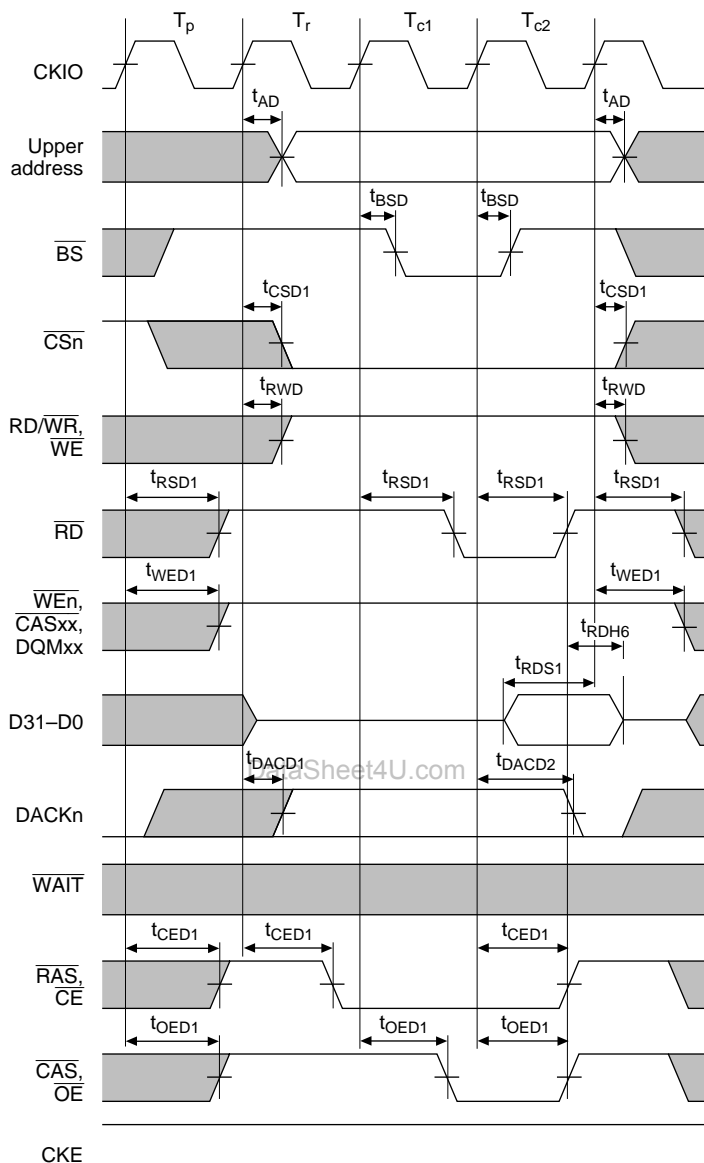 Tp Tr Tc1 Tc2
CKIO
tAD tAD
Upper
address
tBSD tBSD
BS
tCSD1 tCSD1
CSn
tRWD tRWD
RD/WR,
WE
tRSD1 tRSD1 tRSD1 tRSD1
RD
tWED1 tWED1
WEn,
CASxx,
DQMxx
tRDH6
tRDS1
D31–D0
tDACD1 tDACD2
DataSheet4U.com
DACKn
WAIT
tCED1 tCED1 tCED1
RAS,
CE
tOED1 tOED1 tOED1
CAS,
OE
CKE